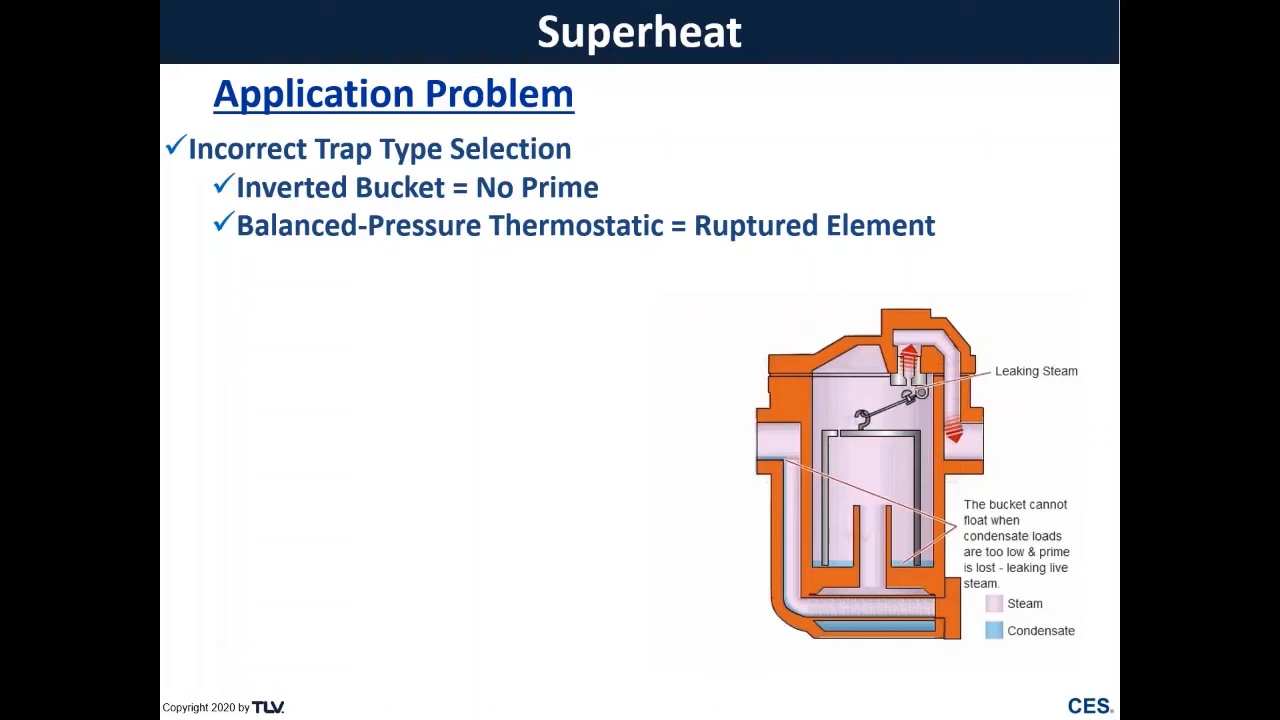 Superheat
Application Problem
✓Incorrect Trap Type Selection
✓Inverted Bucket = No Prime
✓Balanced-Pressure Thermostatic = Ruptured Element
Leaking Steam
The bucket cannot
float when
condensate loads
are too low & prime
is lost - leaking live
steam.
Steam
Condensate
Copyright 2020 by TLV.
CES.